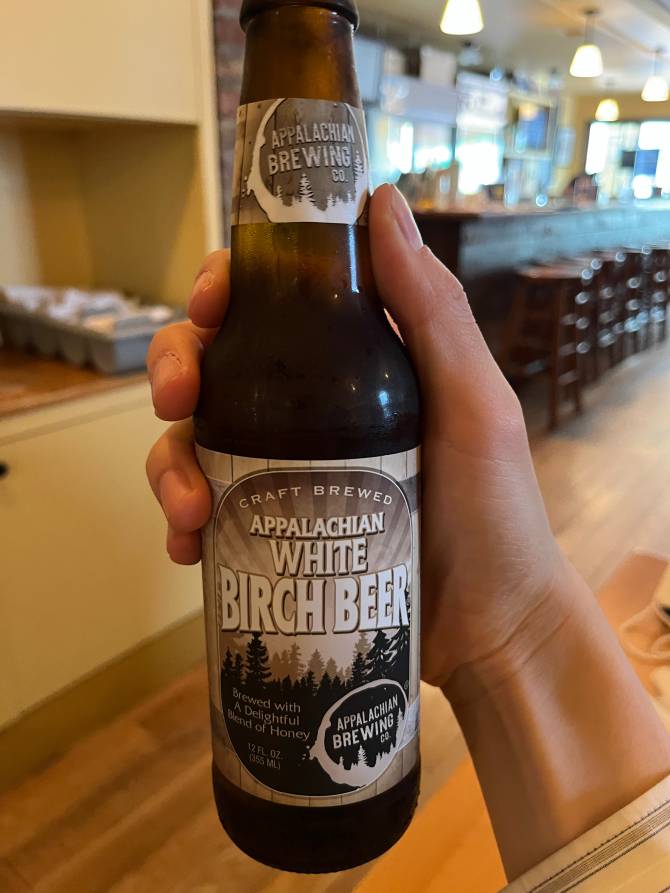 APPALACHIAN
BREWING
CO.
CRAFT BREWED
APPALACHIAN
WHITE
BIRCH BEER
Brewed with
A Delightful
Blend of Honey
12 FL. OZ.
(355 ML)
APPALACHIAN
BREWING
CO.